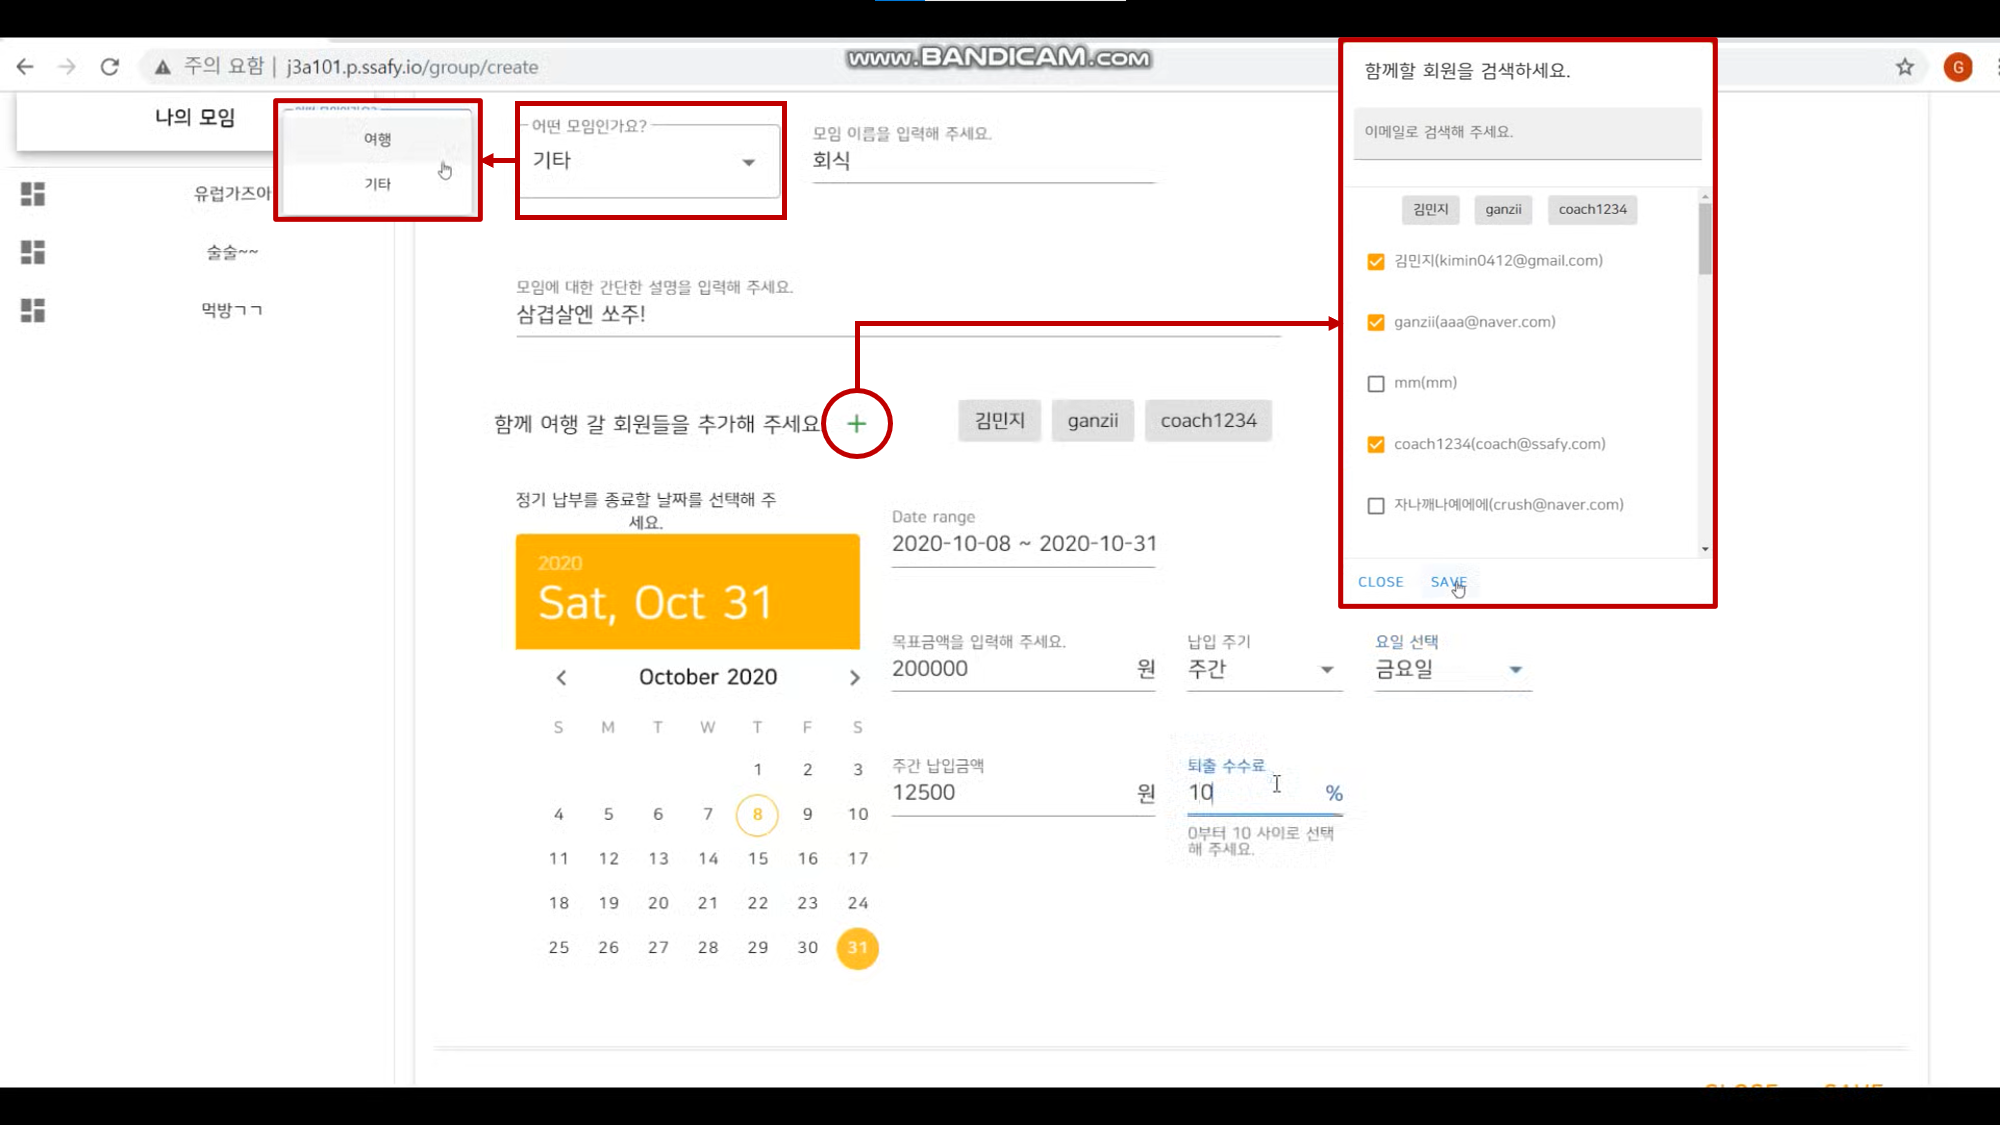 www.BANDICAM.com
주의 요함 | j3a101.p.ssafy.io/group/create
G
나의 모임
유럽가즈아
술술~~
먹방ㄱㄱ
여행
기타
어떤 모임인가요?
기타
모임 이름을 입력해 주세요.
회식
모임에 대한 간단한 설명을 입력해 주세요.
삼겹살엔 쏘주!
함께 여행 갈 회원들을 추가해 주세요
+
김민지 ganzii coach1234
정기 납부를 종료할 날짜를 선택해 주
세요.
2020
Sat, Oct 31
October 2020
S M T W T F S
1 2 3
4 5 6 7 8 9 10
11 12 13 14 15 16 17
18 19 20 21 22 23 24
25 26 27 28 29 30 31
Date range
2020-10-08 ~ 2020-10-31
목표금액을 입력해 주세요.
200000 원
납입 주기
주간
요일 선택
금요일
주간 납입금액
12500 원
퇴출 수수료
10 %
0부터 10 사이로 선택
해 주세요.
함께할 회원을 검색하세요.
이메일로 검색해 주세요.
김민지 ganzii coach1234
김민지(kimin0412@gmail.com)
ganzii(aaa@naver.com)
mm(mm)
coach1234(coach@ssafy.com)
자나깨나예에에(crush@naver.com)
CLOSE SAVE